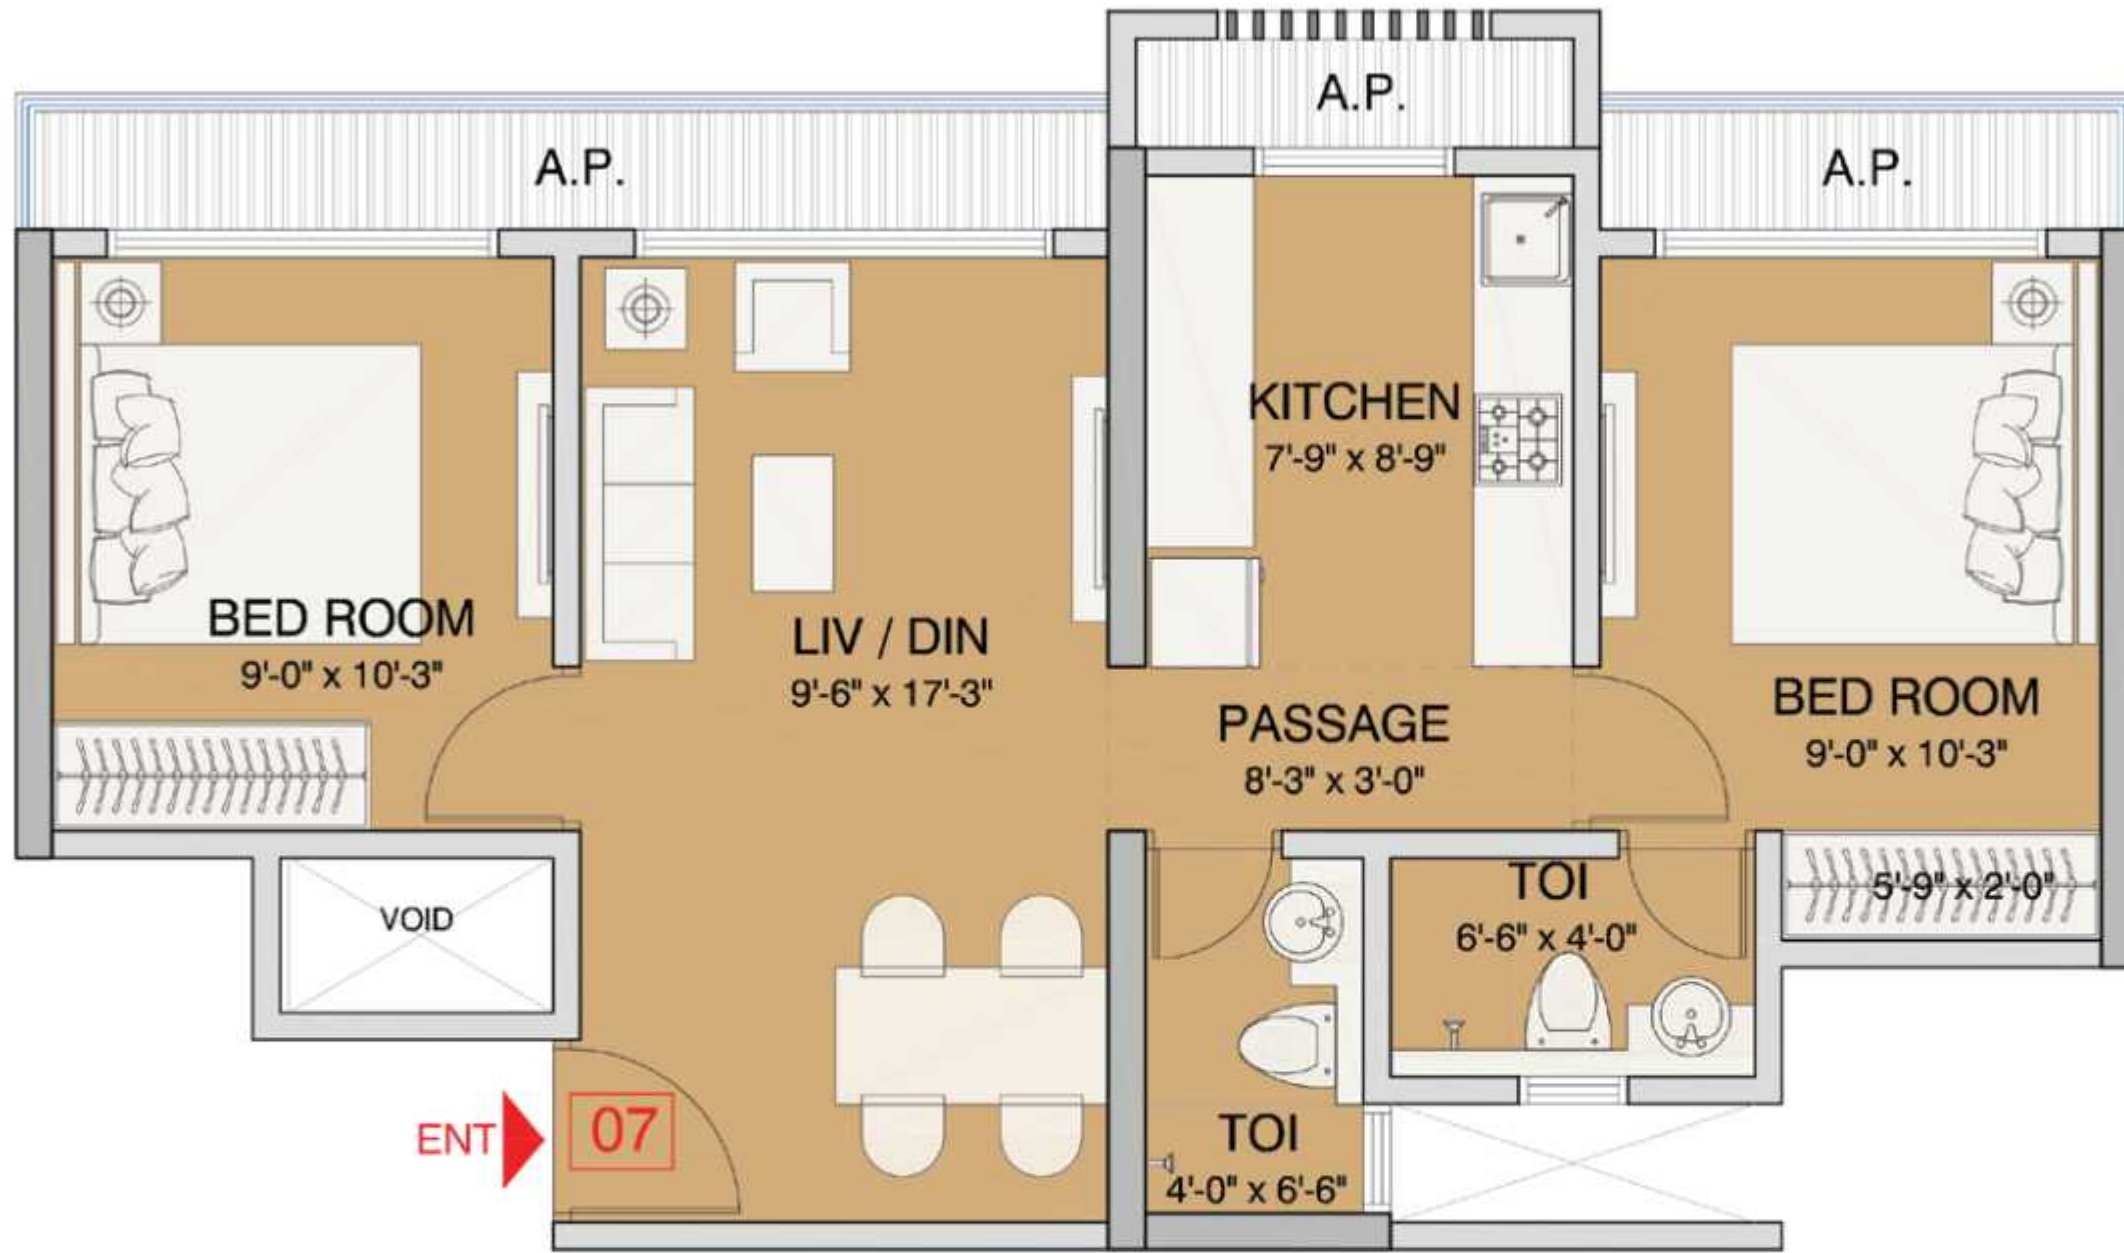 A.P.
A.P.
A.P.
KITCHEN
7'-9" x 8'-9"
BED ROOM
9'-0" x 10'-3"
LIV / DIN
9'-6" x 17'-3"
PASSAGE
8'-3" x 3'-0"
BED ROOM
9'-0" x 10'-3"
VOID
TOI
6'-6" x 4'-0"
5'-9" x 2'-0"
ENT
07
TOI
4'-0" x 6'-6"